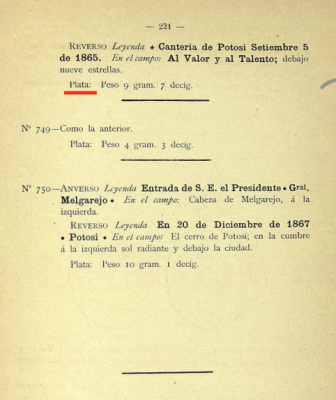 — 221 —
REVERSO Leyenda • Canteria de Potosi Setiembre 5
de 1865. En el campo: Al Valor y al Talento; debajo
nueve estrellas.
Plata: Peso 9 gram. 7 decig.
Nº 749—Como la anterior.
Plata: Peso 4 gram. 3 decig.
Nº 750—ANVERSO Leyenda Entrada de S. E. el Presidente • Gral.
Melgarejo • En el campo: Cabeza de Melgarejo, á la
izquierda.
REVERSO Leyenda En 20 de Diciembre de 1867
• Potosi • En el campo: El cerro de Potosí; en la cumbre
á la izquierda sol radiante y debajo la ciudad.
Plata: Peso 10 gram. 1 decig.